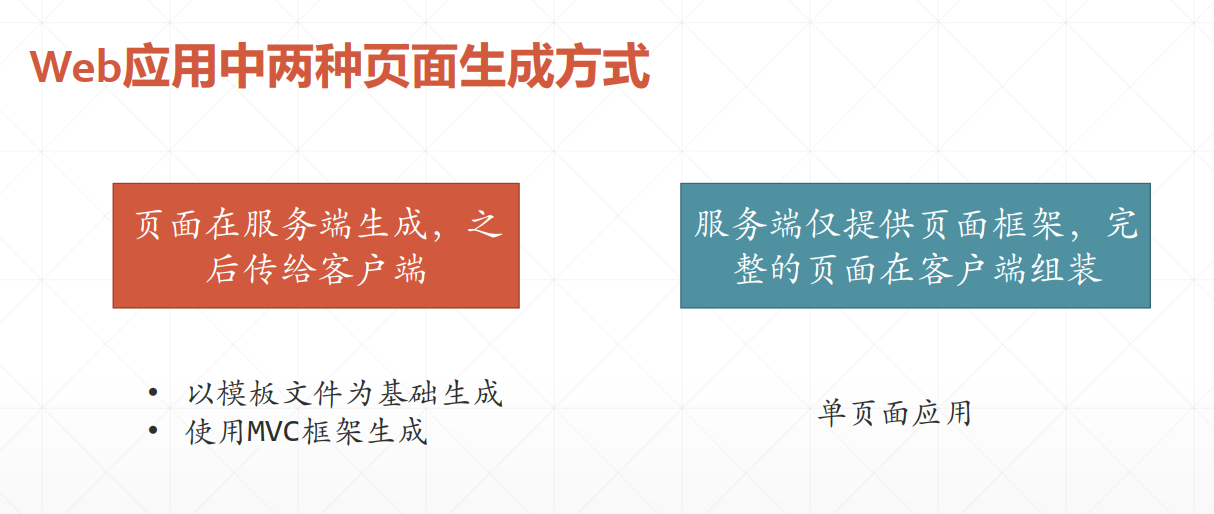 Web应用中两种页面生成方式
页面在服务端生成，之
后传给客户端
服务端仅提供页面框架，完
整的页面在客户端组装
• 以模板文件为基础生成
• 使用MVC框架生成
单页面应用